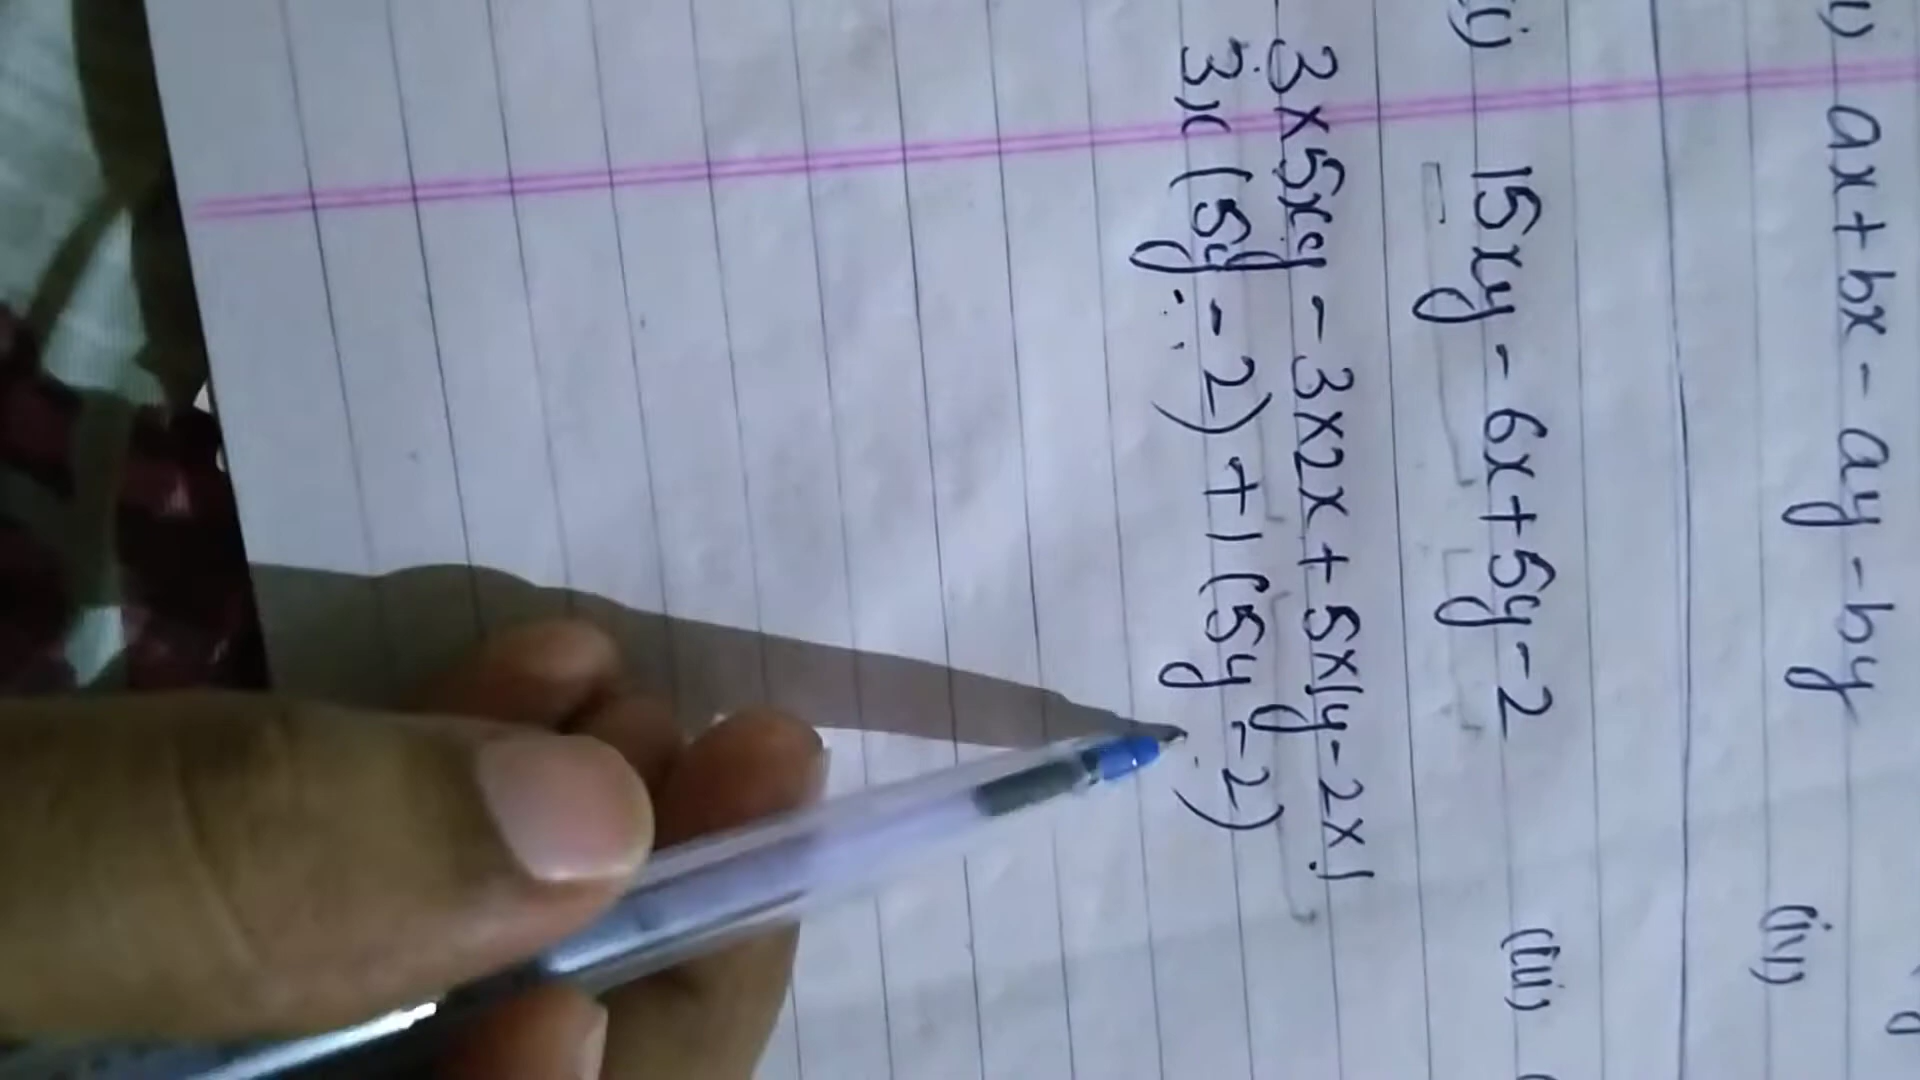 ax + bx - ay - by
(iv)
15xy - 6x + 5y - 2
(iii)
3x5xy - 3x2x + 5x1y - 2x1
3x (5y - 2) + 1 (5y - 2)